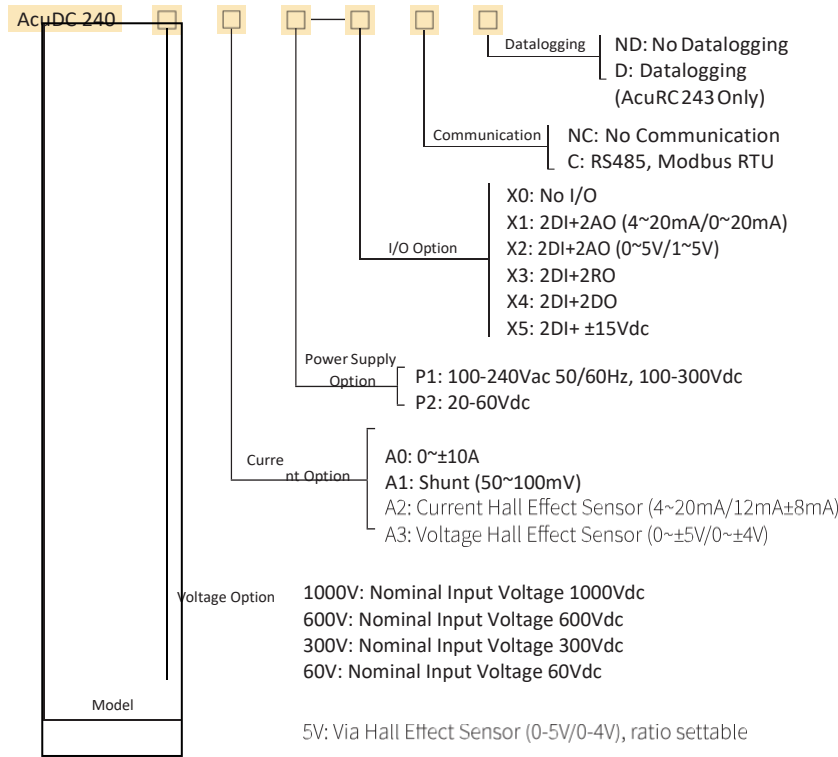 AcuDC 240 □ □ □ — □ □ □
Datalogging
ND: No Datalogging
D: Datalogging
(AcuRC 243 Only)
Communication
NC: No Communication
C: RS485, Modbus RTU
I/O Option
X0: No I/O
X1: 2DI+2AO (4~20mA/0~20mA)
X2: 2DI+2AO (0~5V/1~5V)
X3: 2DI+2RO
X4: 2DI+2DO
X5: 2DI+ ±15Vdc
Power Supply
Option
P1: 100-240Vac 50/60Hz, 100-300Vdc
P2: 20-60Vdc
Curre
nt Option
A0: 0~±10A
A1: Shunt (50~100mV)
A2: Current Hall Effect Sensor (4~20mA/12mA±8mA)
A3: Voltage Hall Effect Sensor (0~±5V/0~±4V)
Voltage Option
1000V: Nominal Input Voltage 1000Vdc
600V: Nominal Input Voltage 600Vdc
300V: Nominal Input Voltage 300Vdc
60V: Nominal Input Voltage 60Vdc
5V: Via Hall Effect Sensor (0-5V/0-4V), ratio settable
Model